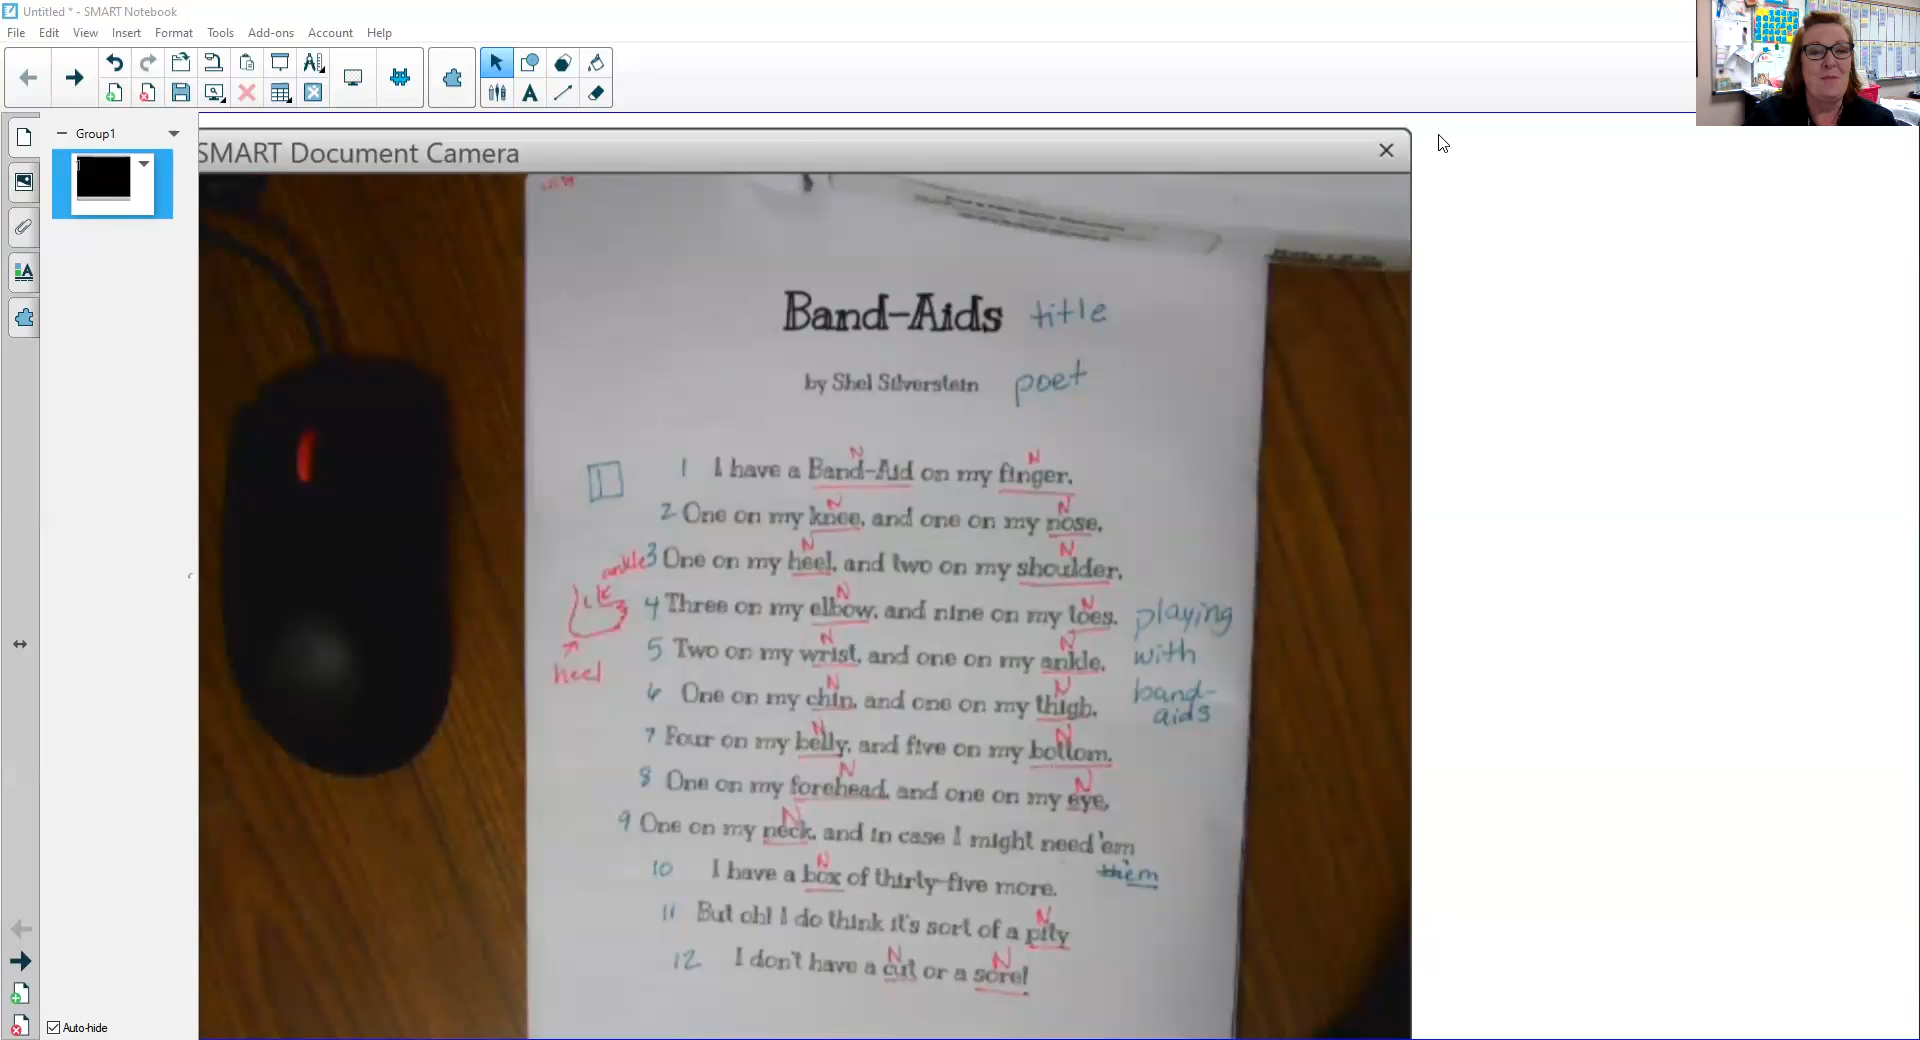 Untitled * - SMART Notebook
File Edit View Insert Format Tools Add-ons Account Help
Group1
SMART Document Camera
Band-Aids title
by Shel Silverstein poet
N N
1 I have a Band-Aid on my finger,
N N
2 One on my knee, and one on my nose,
N N
ankle 3 One on my heel, and two on my shoulder,
N N
4 Three on my elbow, and nine on my toes. playing
N N
5 Two on my wrist, and one on my ankle, with
heel
N N
6 One on my chin, and one on my thigh, band-
aids
N N
7 Four on my belly, and five on my bottom,
N N
8 One on my forehead, and one on my eye,
N
9 One on my neck, and in case I might need 'em
them
N
10 I have a box of thirty-five more.
N
11 But oh! I do think it's sort of a pity
N N
12 I don't have a cut or a sore!
Auto-hide